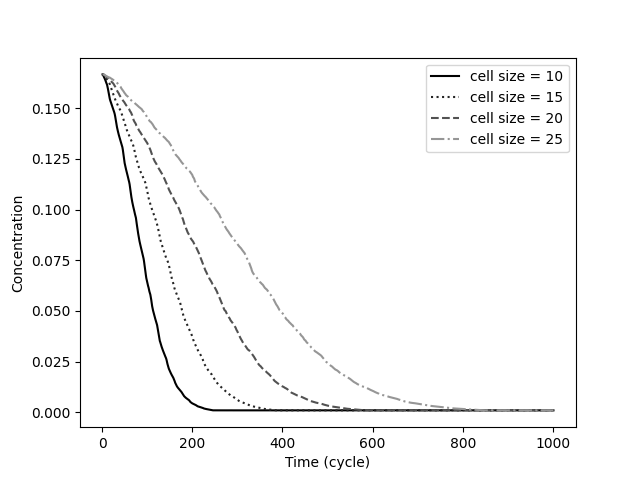 cell size = 10
cell size = 15
cell size = 20
cell size = 25
Concentration
0.150
0.125
0.100
0.075
0.050
0.025
0.000
0 200 400 600 800 1000
Time (cycle)